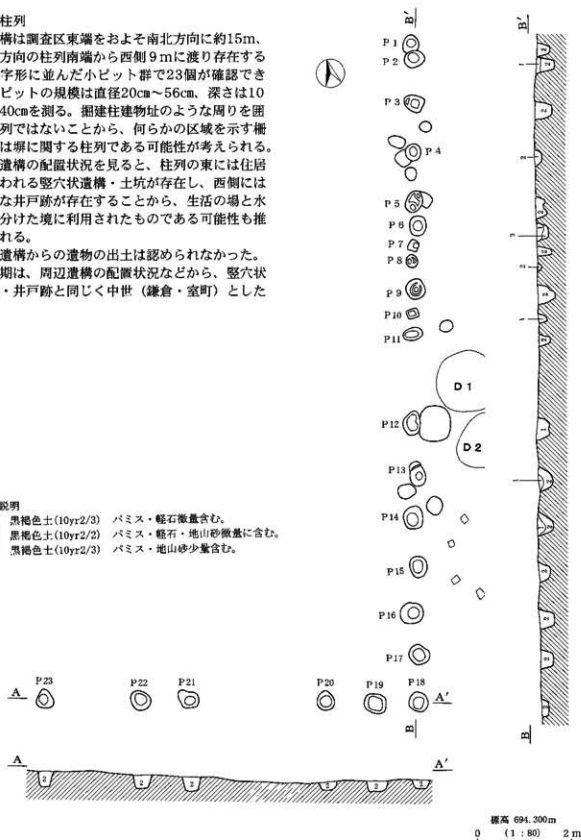 柱列
構は調査区東端をおよそ南北方向に約15m、
方向の柱列南端から西側9mに渡り存在する
字形に並んだ小ピット群で23個が確認でき
ピットの規模は直径20cm～56cm、深さは10
40cmを測る。掘建柱建物址のような周りを囲
列ではないことから、何らかの区域を示す柵
は塀に関する柱列である可能性が考えられる。
遺構の配置状況を見ると、柱列の東には住居
われる竪穴状遺構・土坑が存在し、西側には
な井戸跡が存在することから、生活の場と水
分けた境に利用されたものである可能性も推
れる。
遺構からの遺物の出土は認められなかった。
期は、周辺遺構の配置状況などから、竪穴状
・井戸跡と同じく中世（鎌倉・室町）とした
説明
黒褐色土(10yr2/3) パミス・軽石微量含む。
黒褐色土(10yr2/2) パミス・軽石・地山砂微量に含む。
黒褐色土(10yr2/3) パミス・地山砂少量含む。
B'
B'
P1
P2
P3
P4
P5
P6
P7
P8
P9
P10
P11
D1
P12
D2
P13
P14
P15
P16
P17
P23 P22 P21 P20 P19 P18
A A'
B
B
A A'
2 2 2 2 2 2
標高 694.300m
0 (1:80) 2m